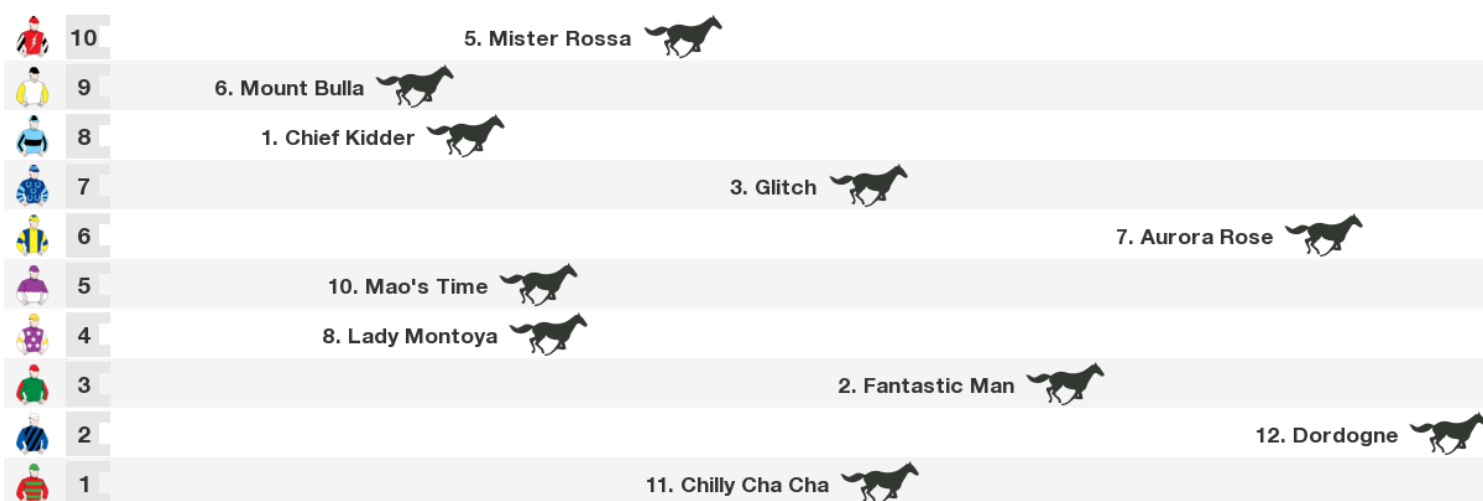 10 5. Mister Rossa
9 6. Mount Bulla
8 1. Chief Kidder
7 3. Glitch
6 7. Aurora Rose
5 10. Mao's Time
4 8. Lady Montoya
3 2. Fantastic Man
2 12. Dordogne
1 11. Chilly Cha Cha